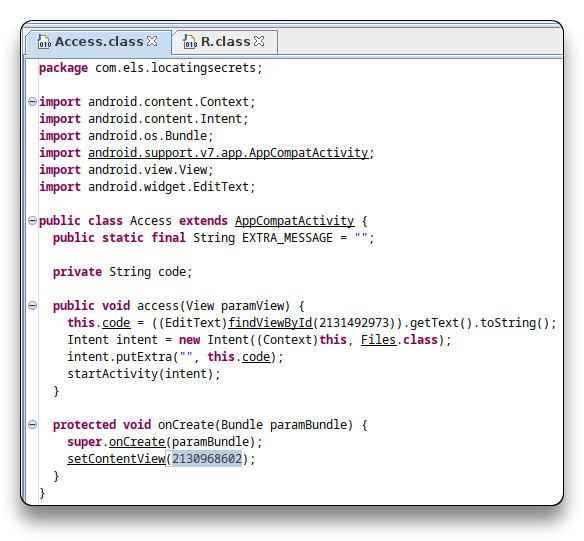 Access.class R.class
package com.els.locatingsecrets;
import android.content.Context;
import android.content.Intent;
import android.os.Bundle;
import android.support.v7.app.AppCompatActivity;
import android.view.View;
import android.widget.EditText;
public class Access extends AppCompatActivity {
public static final String EXTRA_MESSAGE = "";
private String code;
public void access(View paramView) {
this.code = ((EditText)findViewById(2131492973)).getText().toString();
Intent intent = new Intent((Context)this, Files.class);
intent.putExtra("", this.code);
startActivity(intent);
}
protected void onCreate(Bundle paramBundle) {
super.onCreate(paramBundle);
setContentView(2130968602);
}
}